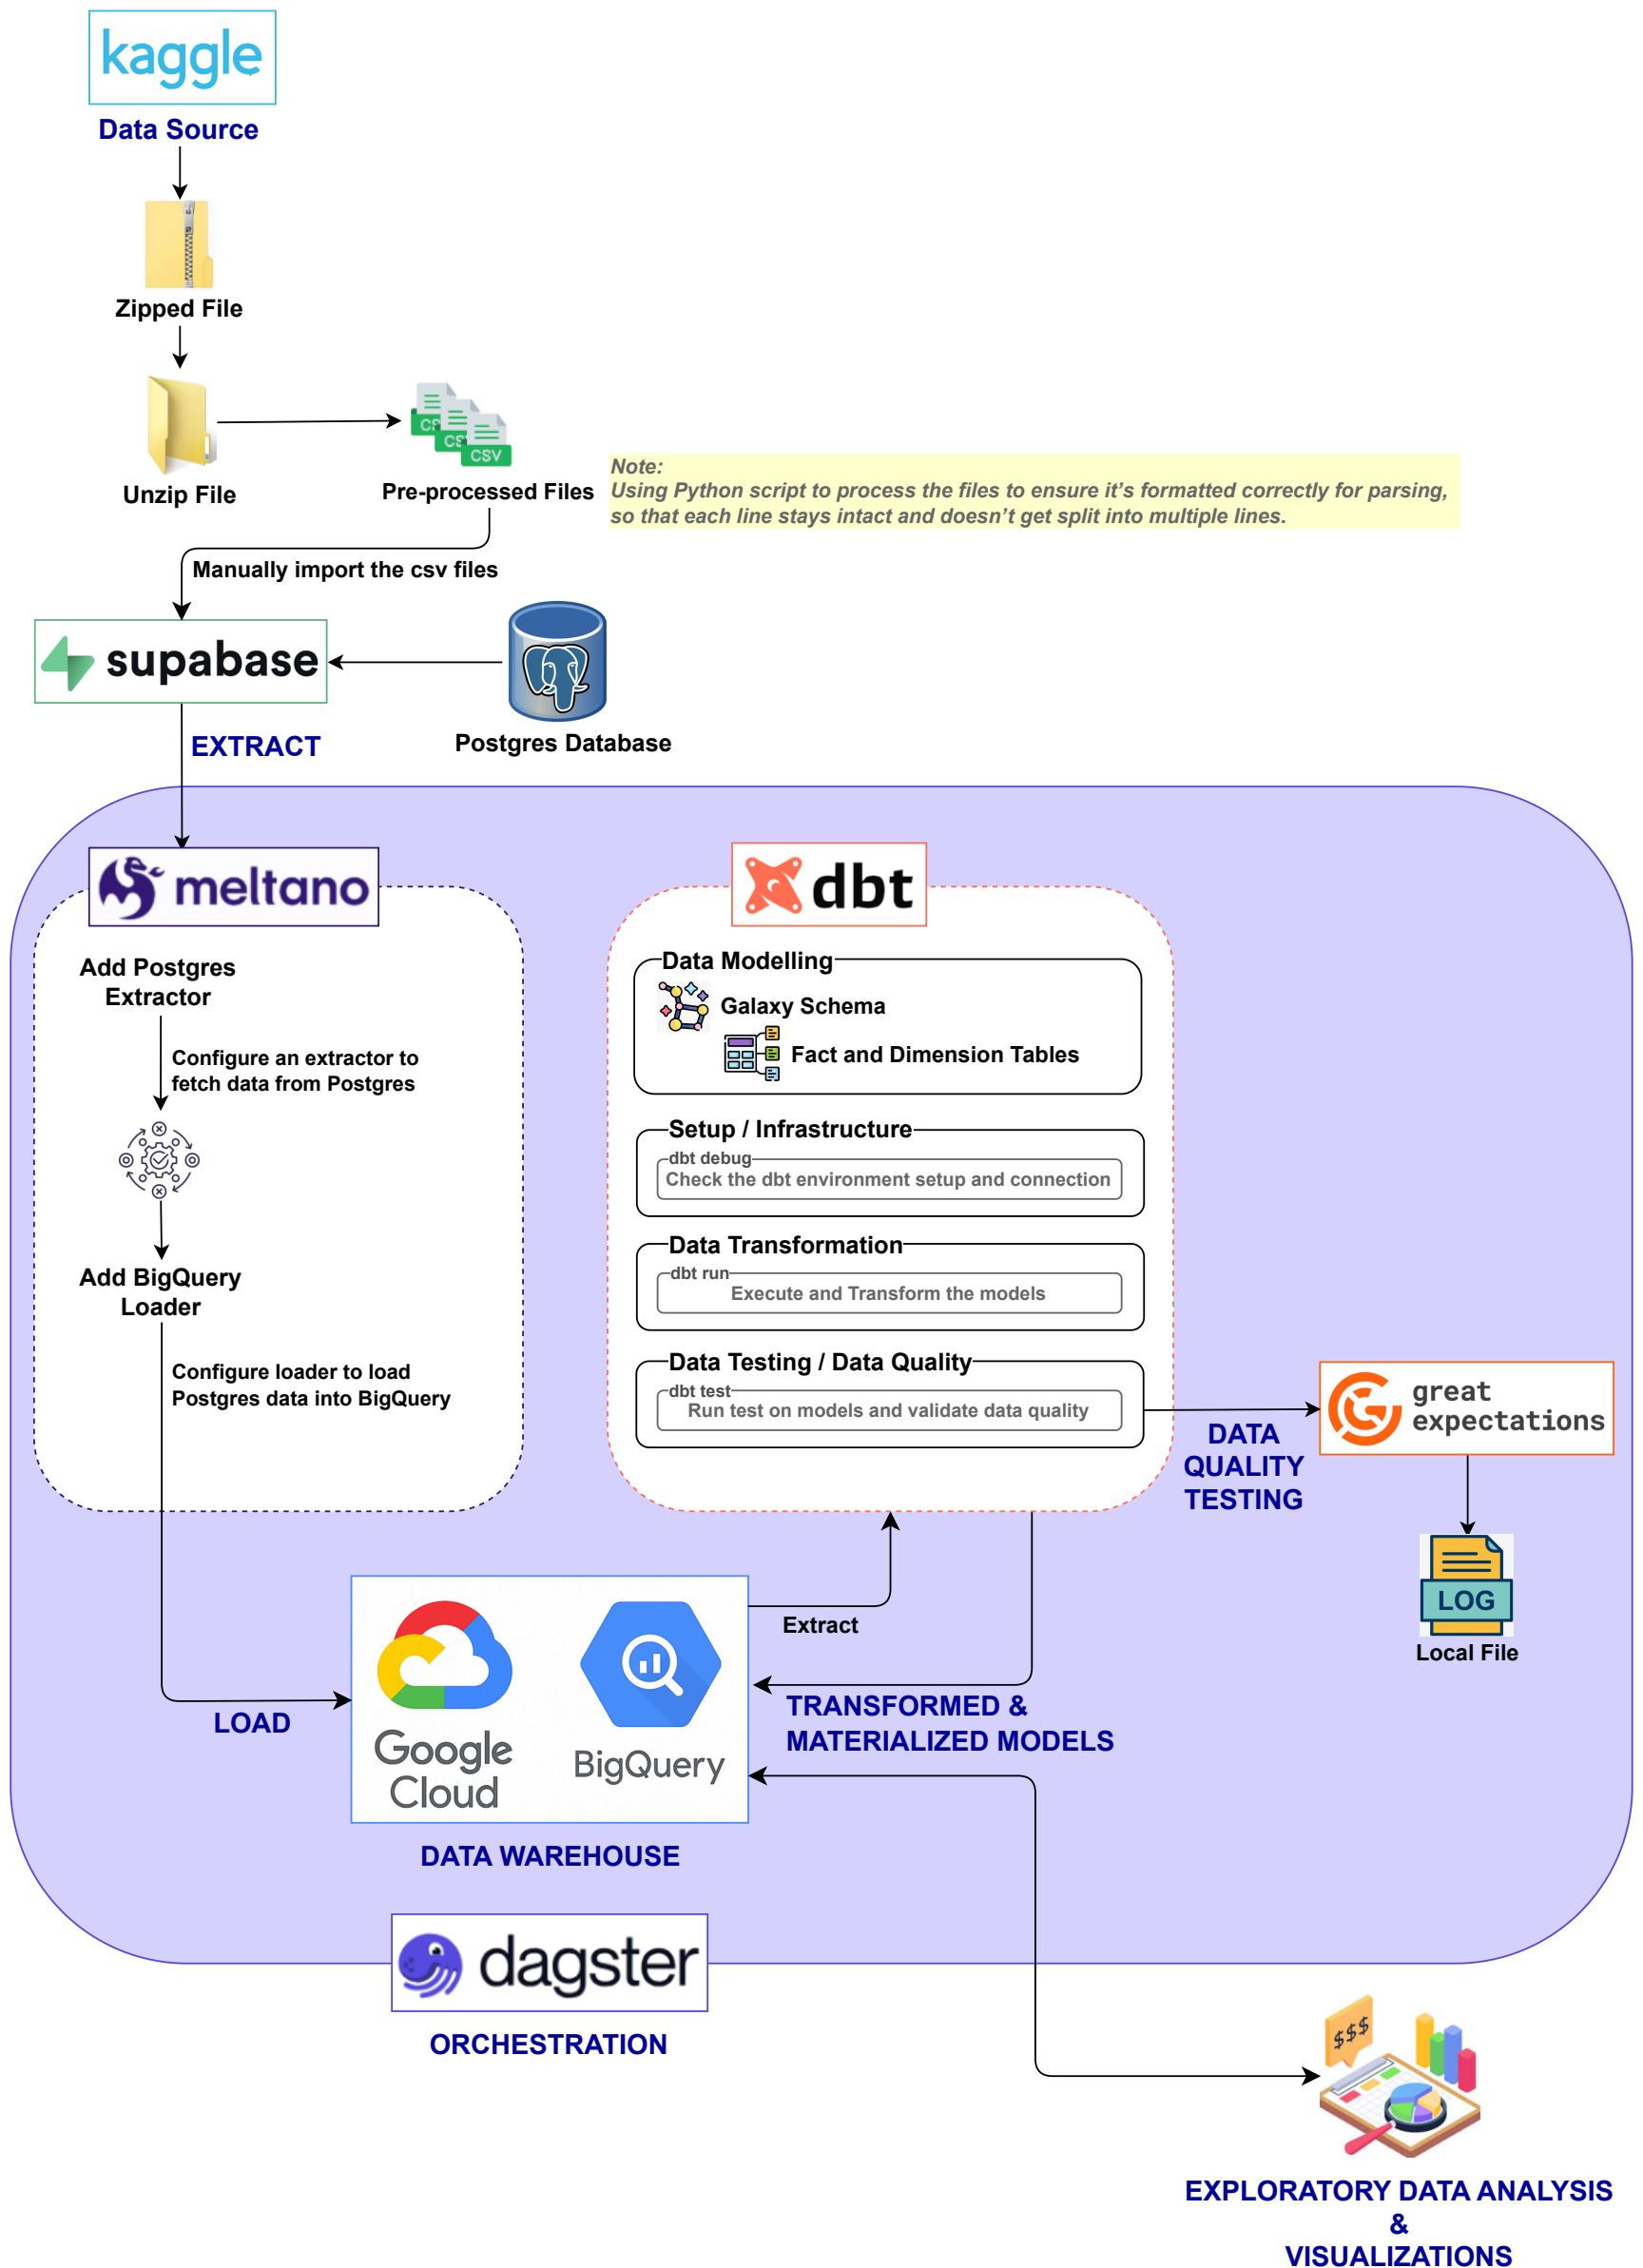 kaggle
Data Source
Zipped File
Unzip File
CSV
CSV
CSV
Pre-processed Files
Note:
Using Python script to process the files to ensure it's formatted correctly for parsing,
so that each line stays intact and doesn't get split into multiple lines.
Manually import the csv files
supabase
Postgres Database
EXTRACT
meltano
Add Postgres
Extractor
Configure an extractor to
fetch data from Postgres
Add BigQuery
Loader
Configure loader to load
Postgres data into BigQuery
dbt
Data Modelling
Galaxy Schema
Fact and Dimension Tables
Setup / Infrastructure
dbt debug
Check the dbt environment setup and connection
Data Transformation
dbt run
Execute and Transform the models
Data Testing / Data Quality
dbt test
Run test on models and validate data quality
DATA
QUALITY
TESTING
great
expectations
LOG
Local File
Extract
LOAD
TRANSFORMED &
MATERIALIZED MODELS
Google
Cloud
BigQuery
DATA WAREHOUSE
dagster
ORCHESTRATION
$$$
EXPLORATORY DATA ANALYSIS
&
VISUALIZATIONS